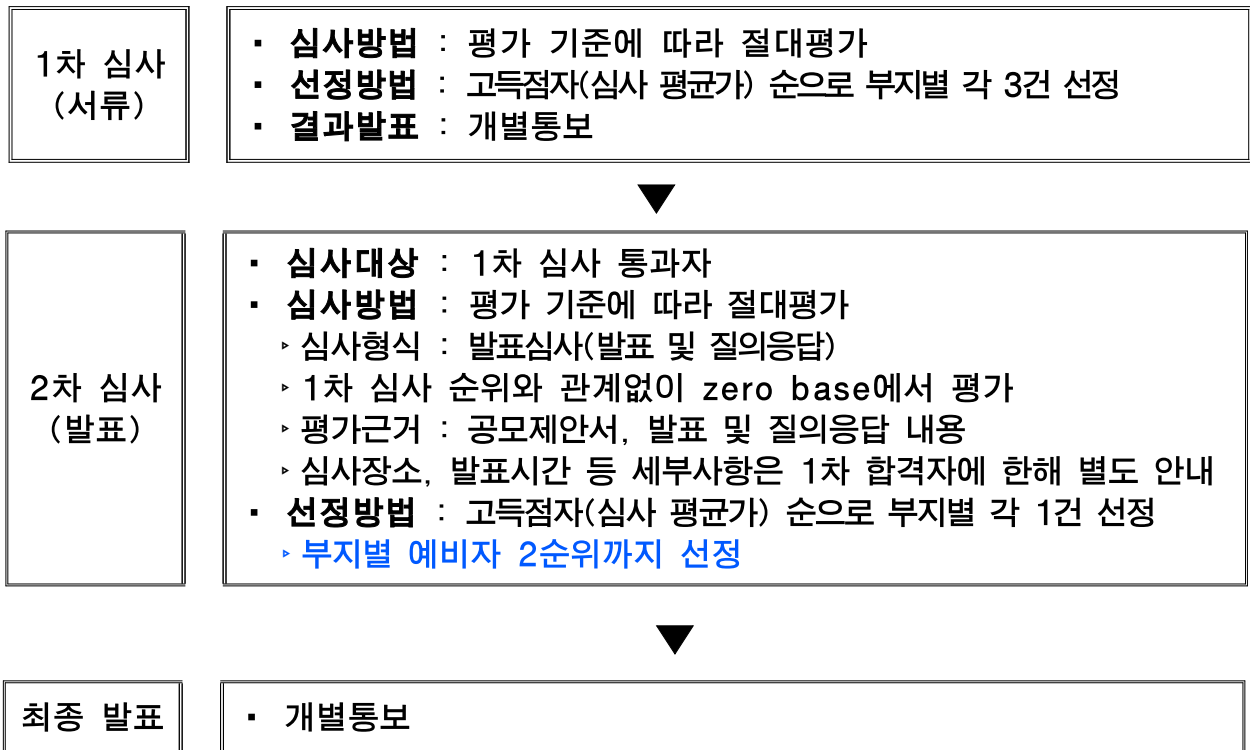 1차 심사
(서류)
▪ 심사방법 : 평가 기준에 따라 절대평가
▪ 선정방법 : 고득점자(심사 평균가) 순으로 부지별 각 3건 선정
▪ 결과발표 : 개별통보
▼
2차 심사
(발표)
▪ 심사대상 : 1차 심사 통과자
▪ 심사방법 : 평가 기준에 따라 절대평가
▹심사형식 : 발표심사(발표 및 질의응답)
▹1차 심사 순위와 관계없이 zero base에서 평가
▹평가근거 : 공모제안서, 발표 및 질의응답 내용
▹심사장소, 발표시간 등 세부사항은 1차 합격자에 한해 별도 안내
▪ 선정방법 : 고득점자(심사 평균가) 순으로 부지별 각 1건 선정
▹부지별 예비자 2순위까지 선정
▼
최종 발표
▪ 개별통보